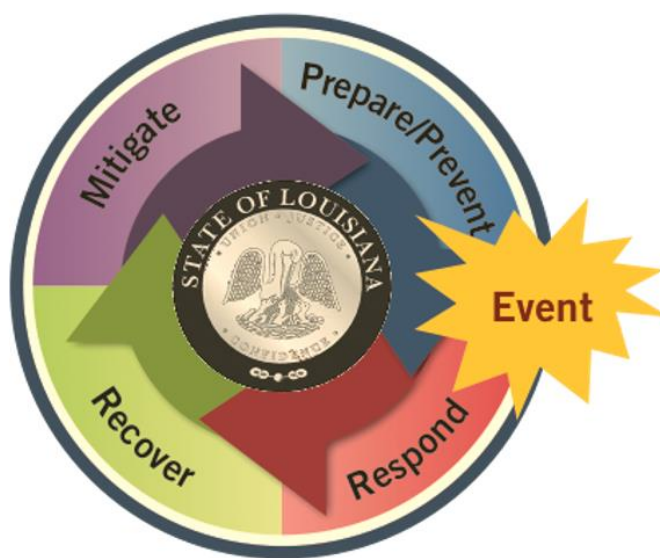 Mitigate
Prepare/Prevent
Event
Respond
Recover
STATE OF LOUISIANA
UNION · JUSTICE
CONFIDENCE